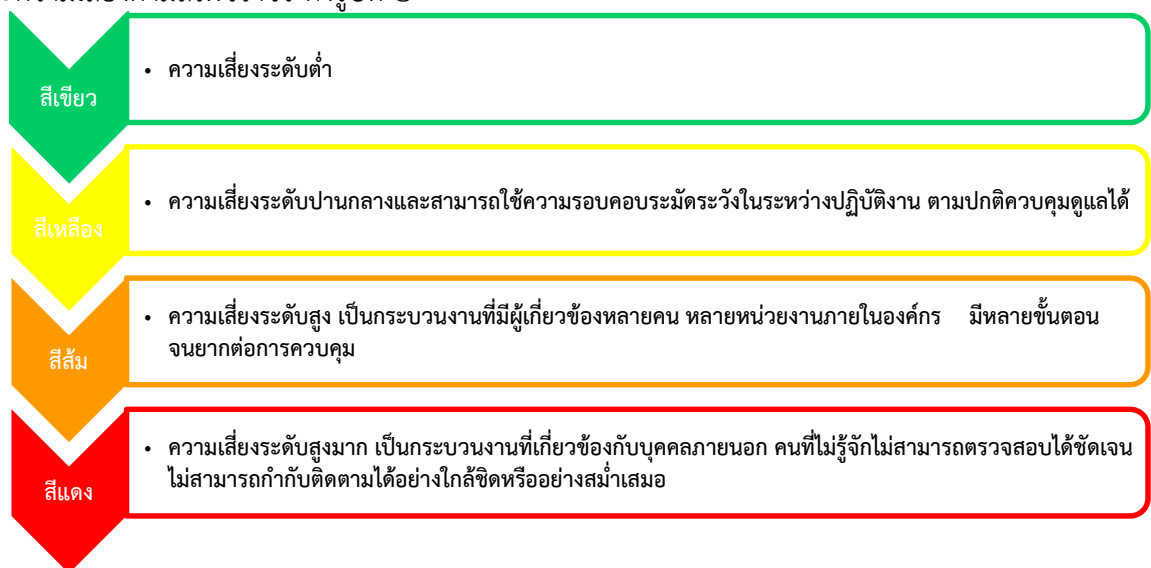 สีเขียว
• ความเสี่ยงระดับต่ำ
สีเหลือง
• ความเสี่ยงระดับปานกลางและสามารถใช้ความรอบคอบระมัดระวังในระหว่างปฏิบัติงาน ตามปกติควบคุมดูแลได้
สีส้ม
• ความเสี่ยงระดับสูง เป็นกระบวนงานที่มีผู้เกี่ยวข้องหลายคน หลายหน่วยงานภายในองค์กร มีหลายขั้นตอน
จนยากต่อการควบคุม
สีแดง
• ความเสี่ยงระดับสูงมาก เป็นกระบวนงานที่เกี่ยวข้องกับบุคคลภายนอก คนที่ไม่รู้จักไม่สามารถตรวจสอบได้ชัดเจน
ไม่สามารถกำกับติดตามได้อย่างใกล้ชิดหรืออย่างสม่ำเสมอ